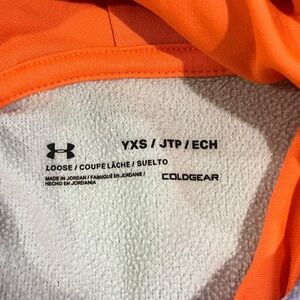 YXS / JTP / ECH
LOOSE / COUPE LÂCHE / SUELTO
MADE IN JORDAN / FABRIQUÉ EN JORDANIE /
HECHO EN JORDANIA
COLDGEAR